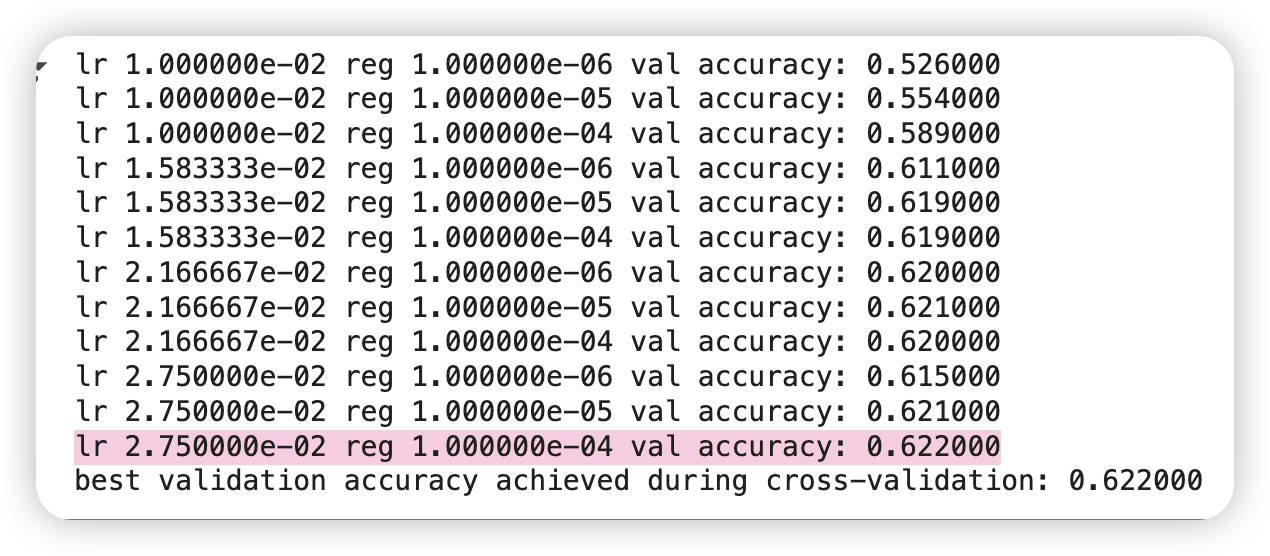 lr 1.000000e-02 reg 1.000000e-06 val accuracy: 0.526000
lr 1.000000e-02 reg 1.000000e-05 val accuracy: 0.554000
lr 1.000000e-02 reg 1.000000e-04 val accuracy: 0.589000
lr 1.583333e-02 reg 1.000000e-06 val accuracy: 0.611000
lr 1.583333e-02 reg 1.000000e-05 val accuracy: 0.619000
lr 1.583333e-02 reg 1.000000e-04 val accuracy: 0.619000
lr 2.166667e-02 reg 1.000000e-06 val accuracy: 0.620000
lr 2.166667e-02 reg 1.000000e-05 val accuracy: 0.621000
lr 2.166667e-02 reg 1.000000e-04 val accuracy: 0.620000
lr 2.750000e-02 reg 1.000000e-06 val accuracy: 0.615000
lr 2.750000e-02 reg 1.000000e-05 val accuracy: 0.621000
lr 2.750000e-02 reg 1.000000e-04 val accuracy: 0.622000
best validation accuracy achieved during cross-validation: 0.622000